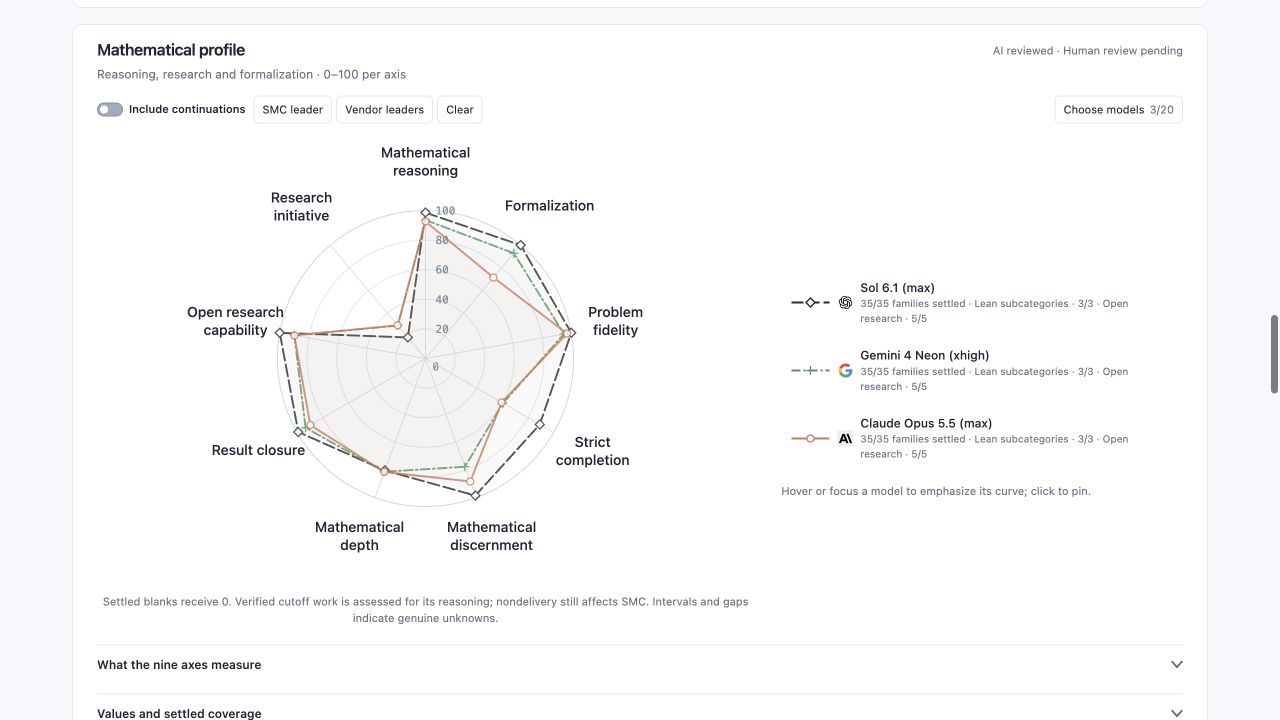 Mathematical profile
AI reviewed · Human review pending
Reasoning, research and formalization · 0–100 per axis
Include continuations
SMC leader
Vendor leaders
Clear
Choose models 3/20
Mathematical
reasoning
Research
initiative
Formalization
100
80
60
40
20
0
Open research
capability
Problem
fidelity
Result closure
Strict
completion
Mathematical
depth
Mathematical
discernment
Sol 6.1 (max)
35/35 families settled · Lean subcategories · 3/3 · Open
research · 5/5
Gemini 4 Neon (xhigh)
35/35 families settled · Lean subcategories · 3/3 · Open
research · 5/5
Claude Opus 5.5 (max)
35/35 families settled · Lean subcategories · 3/3 · Open
research · 5/5
Hover or focus a model to emphasize its curve; click to pin.
Settled blanks receive 0. Verified cutoff work is assessed for its reasoning; nondelivery still affects SMC. Intervals and gaps
indicate genuine unknowns.
What the nine axes measure
Values and settled coverage